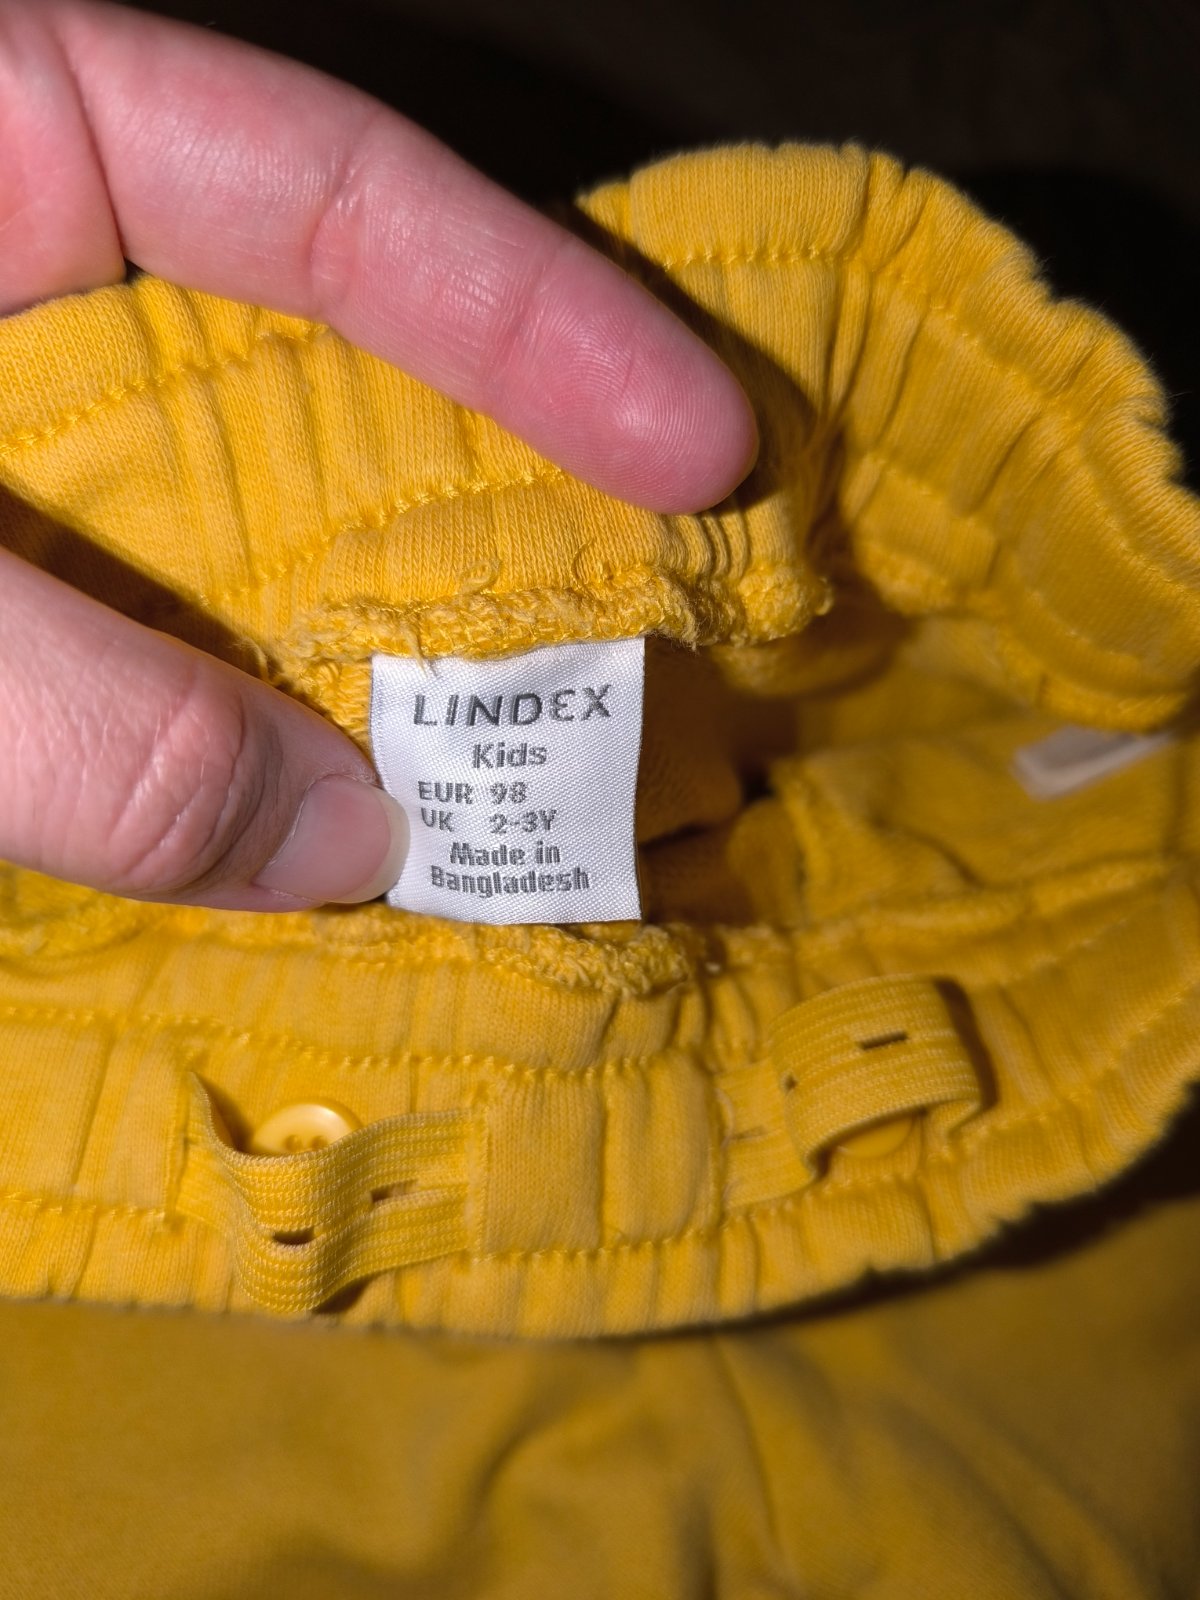 LINDEX
Kids
EUR 98
UK 2-3Y
Made in
Bangladesh